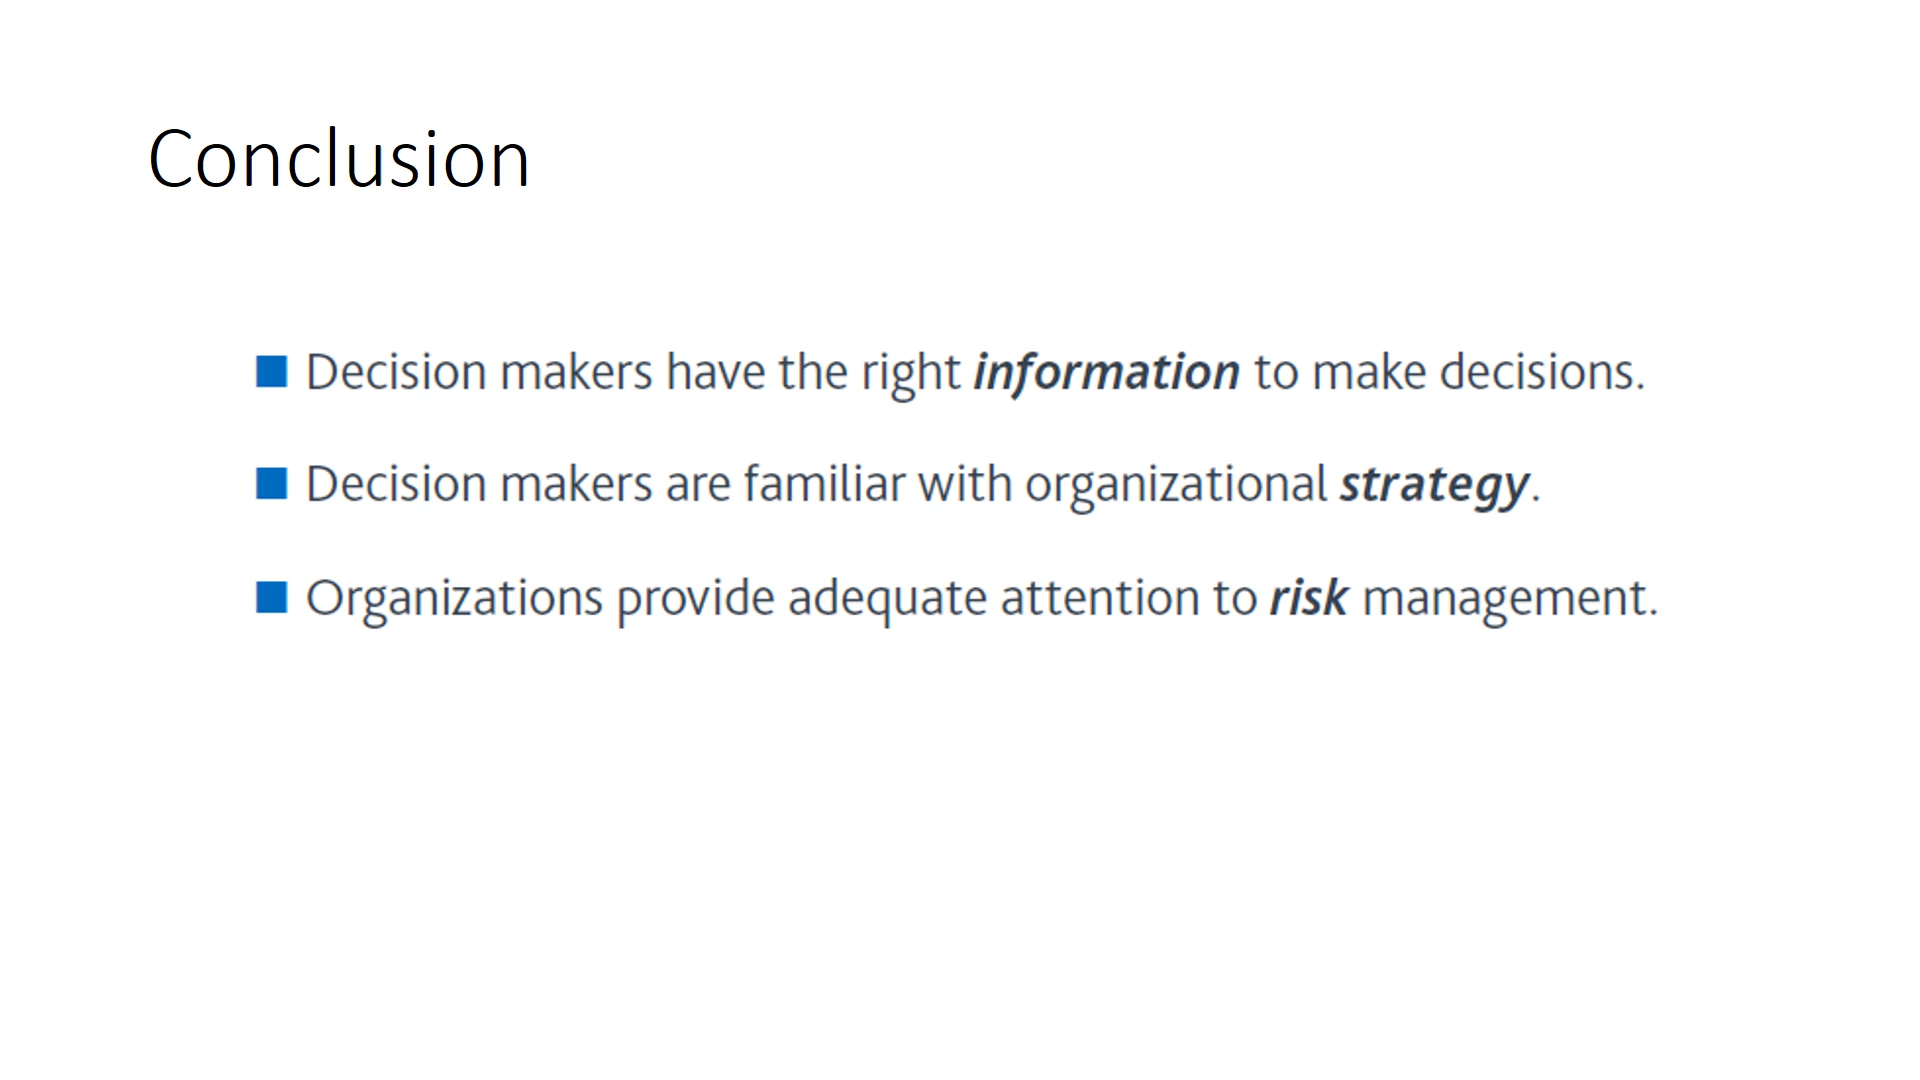 Conclusion
Decision makers have the right information to make decisions.
Decision makers are familiar with organizational strategy.
Organizations provide adequate attention to risk management.